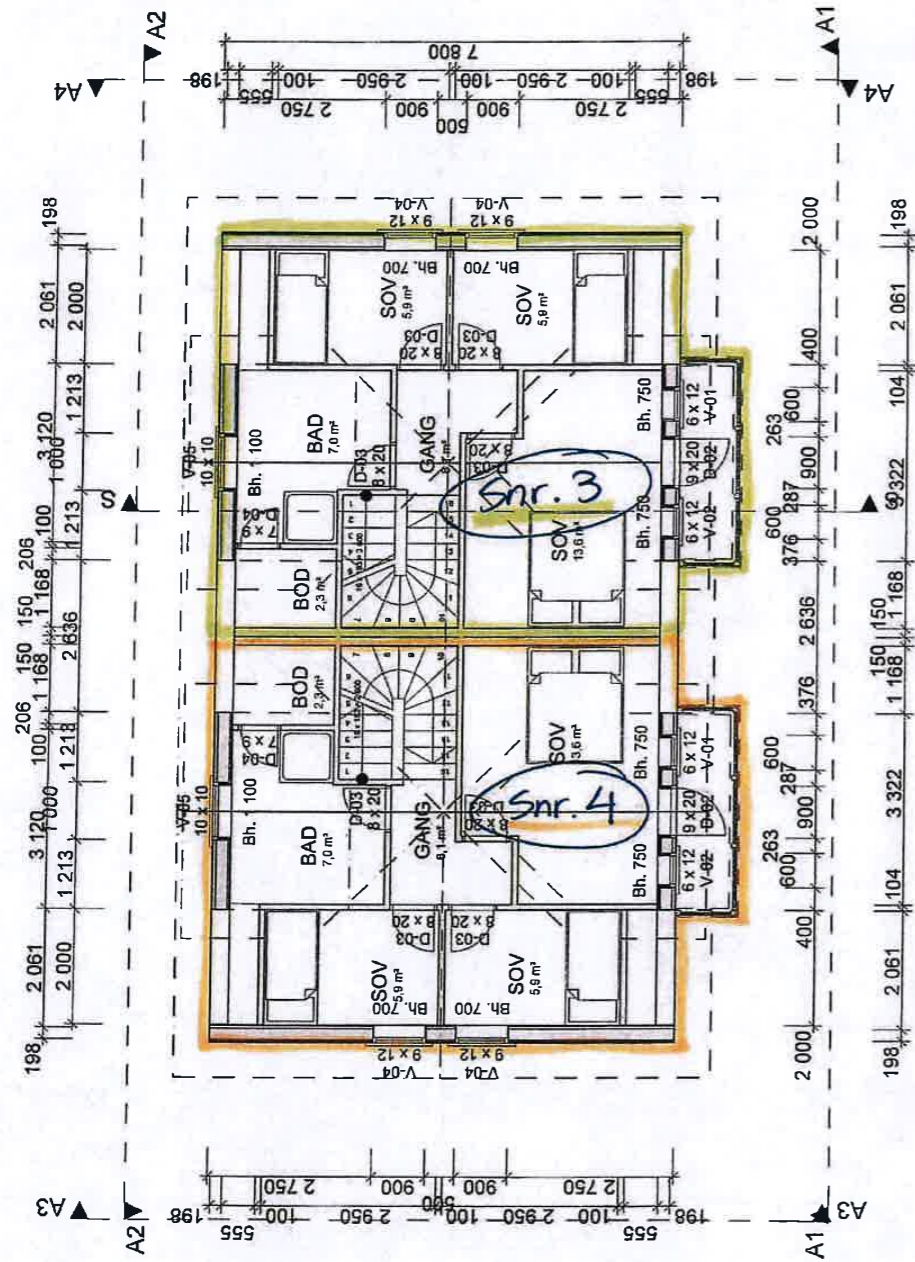 A4
A2
A1
A4
198
555
100
2 950
100
2 950
100
555
198
7 800
2 750
900
500
900
2 750
198
2 061
2 000
3 120
1 213
1 000
1 213
100
206
1 168
150
2 636
150
1 168
206
100
1 213
1 000
1 213
3 120
2 061
2 000
198
V-04
9 x 12
V-04
9 x 12
Bh. 700
Bh. 700
SOV
5,9 m²
SOV
5,9 m²
D-03
8 x 20
D-03
8 x 20
V-05
10 x 10
Bh. 1 100
BAD
7,0 m²
D-03
8 x 20
GANG
8 x 20
D-03
D-04
7 x 9
BOD
2,3 m²
Snr. 3
SOV
13,6 m²
Bh. 750
Bh. 750
6 x 12
V-01
9 x 20
D-02
6 x 12
V-02
S
S
BOD
2,3 m²
D-04
7 x 9
V-05
10 x 10
Bh. 1 100
BAD
7,0 m²
D-03
8 x 20
GANG
8,1 m²
Snr. 4
SOV
Bh. 750
Bh. 750
6 x 12
V-01
9 x 20
D-02
6 x 12
V-02
SOV
5,9 m²
SOV
5,9 m²
8 x 20
D-03
8 x 20
D-03
Bh. 700
Bh. 700
9 x 12
V-04
9 x 12
V-04
2 000
400
600
263
900
287
600
376
2 636
376
600
287
900
263
600
400
2 000
198
2 061
104
3 322
1 168
150
150
1 168
3 322
104
2 061
198
2 750
900
500
900
2 750
198
555
100
2 950
100
2 950
100
555
198
A3
A2
A1
A3